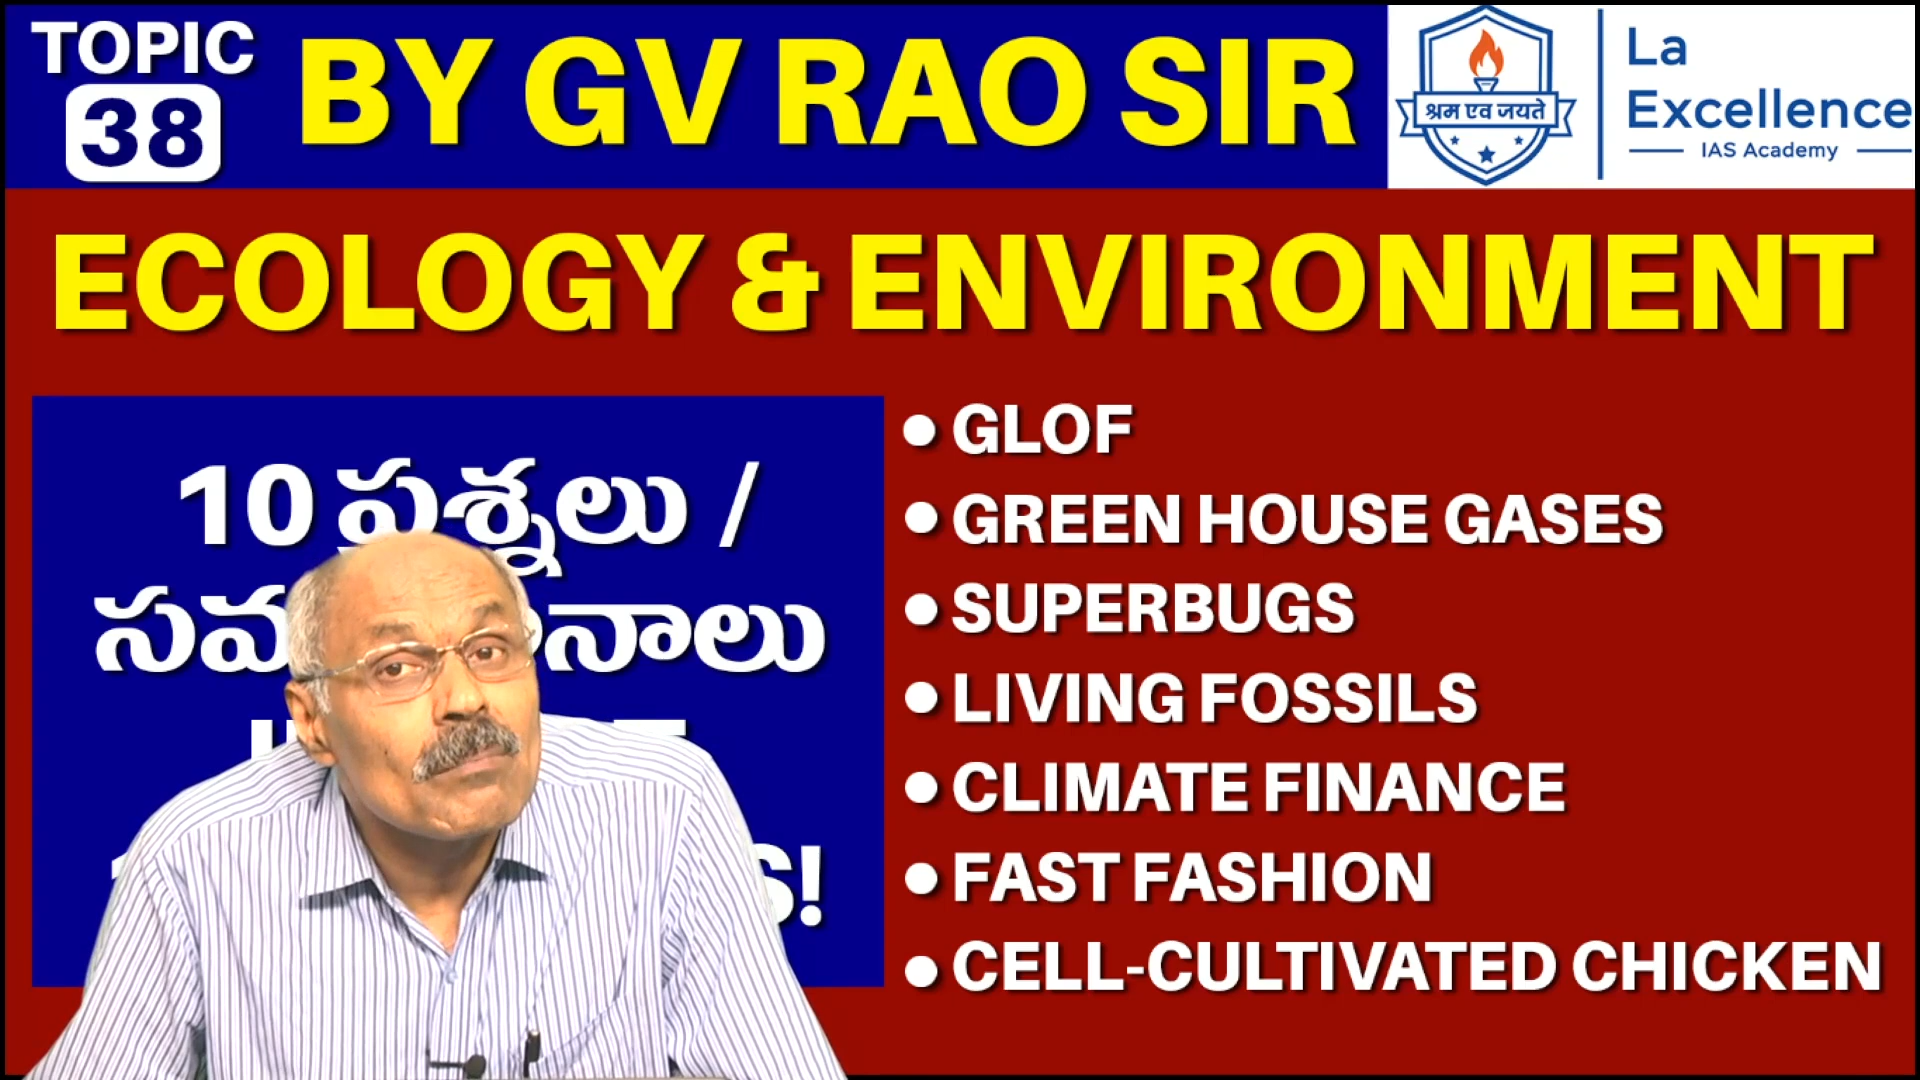 TOPIC
38
BY GV RAO SIR
श्रम एव जयते
La
Excellence
IAS Academy
ECOLOGY & ENVIRONMENT
10 ప్రశ్నలు /
• GLOF
• GREEN HOUSE GASES
• SUPERBUGS
• LIVING FOSSILS
• CLIMATE FINANCE
• FAST FASHION
• CELL-CULTIVATED CHICKEN